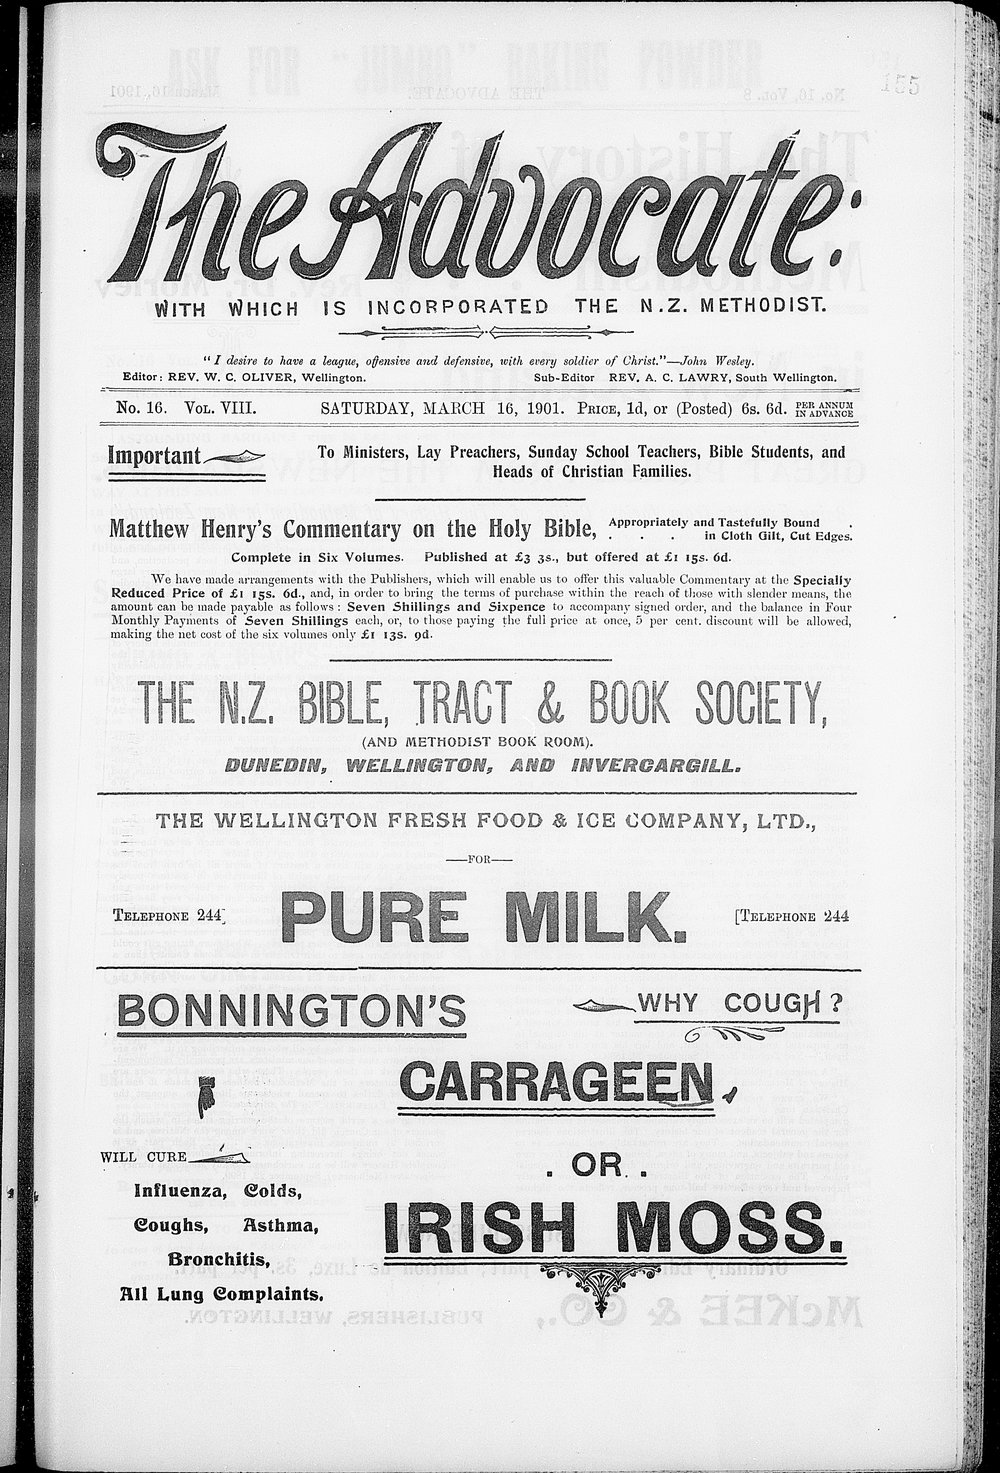 155
The Advocate:
WITH WHICH IS INCORPORATED THE N.Z. METHODIST.
"I desire to have a league, offensive and defensive, with every soldier of Christ."—John Wesley.
Editor: REV. W. C. OLIVER, Wellington. Sub-Editor REV. A. C. LAWRY, South Wellington.
No. 16. Vol. VIII. SATURDAY, MARCH 16, 1901. Price, 1d, or (Posted) 6s. 6d. PER ANNUM IN ADVANCE
Important
To Ministers, Lay Preachers, Sunday School Teachers, Bible Students, and
Heads of Christian Families.
Matthew Henry's Commentary on the Holy Bible, Appropriately and Tastefully Bound .
. . . in Cloth Gilt, Cut Edges.
Complete in Six Volumes. Published at £3 3s., but offered at £1 15s. 6d.
We have made arrangements with the Publishers, which will enable us to offer this valuable Commentary at the Specially
Reduced Price of £1 15s. 6d., and, in order to bring the terms of purchase within the reach of those with slender means, the
amount can be made payable as follows: Seven Shillings and Sixpence to accompany signed order, and the balance in Four
Monthly Payments of Seven Shillings each, or, to those paying the full price at once, 5 per cent. discount will be allowed,
making the net cost of the six volumes only £1 13s. 9d.
THE N.Z. BIBLE, TRACT & BOOK SOCIETY,
(AND METHODIST BOOK ROOM).
DUNEDIN, WELLINGTON, AND INVERCARGILL.
THE WELLINGTON FRESH FOOD & ICE COMPANY, LTD.,
—FOR—
Telephone 244] PURE MILK. [Telephone 244
BONNINGTON'S
WHY COUGH?
CARRAGEEN,
WILL CURE
. OR .
Influenza, Colds,
Coughs, Asthma,
Bronchitis,
All Lung Complaints.
IRISH MOSS.